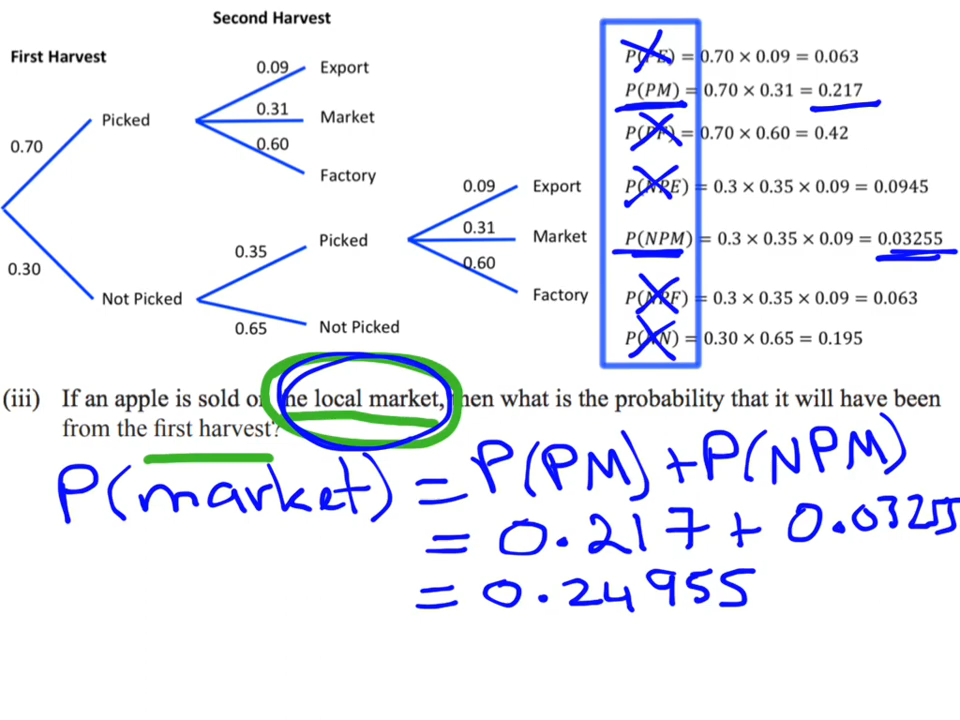 Second Harvest
First Harvest
0.09 Export
0.31 Market
0.60 Factory
Picked
0.70
0.30
Not Picked
0.35 Picked
0.65 Not Picked
0.09 Export
0.31 Market
0.60 Factory
= 0.70 × 0.09 = 0.063
P(PM) = 0.70 × 0.31 = 0.217
= 0.70 × 0.60 = 0.42
P(NPE) = 0.3 × 0.35 × 0.09 = 0.0945
P(NPM) = 0.3 × 0.35 × 0.09 = 0.03255
= 0.3 × 0.35 × 0.09 = 0.063
= 0.30 × 0.65 = 0.195
(iii) If an apple is sold the local market, then what is the probability that it will have been
from the first harvest?
P(market) = P(PM) + P(NPM)
= 0.217 + 0.03255
= 0.24955